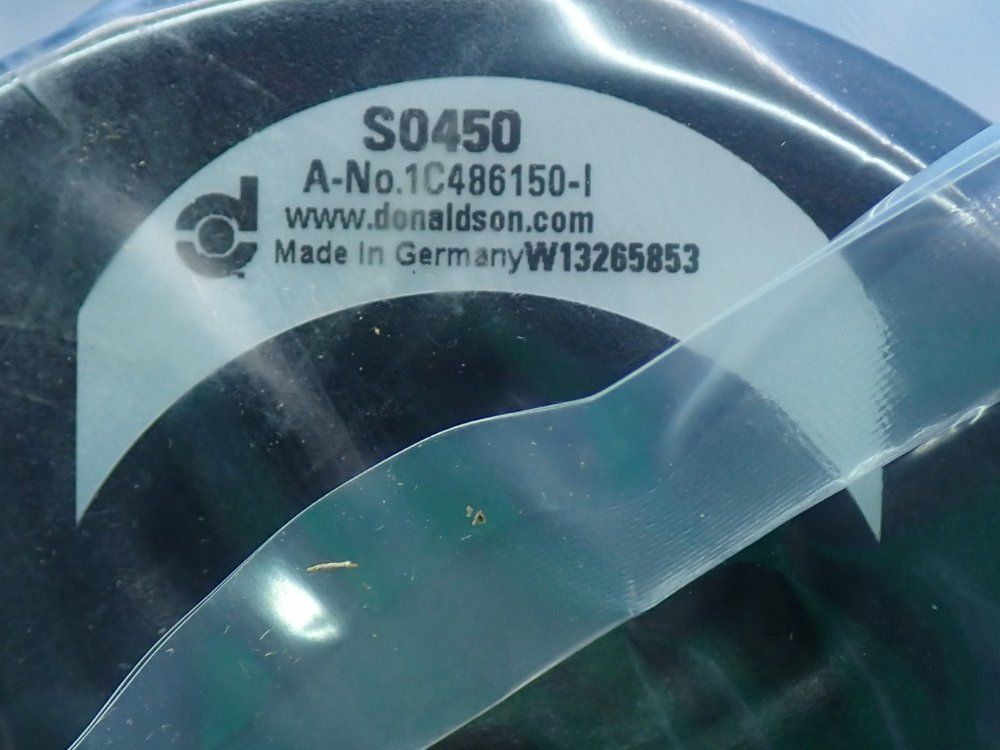 S0450
A-No.1C486150-I
www.donaldson.com
Made In GermanyW13265853